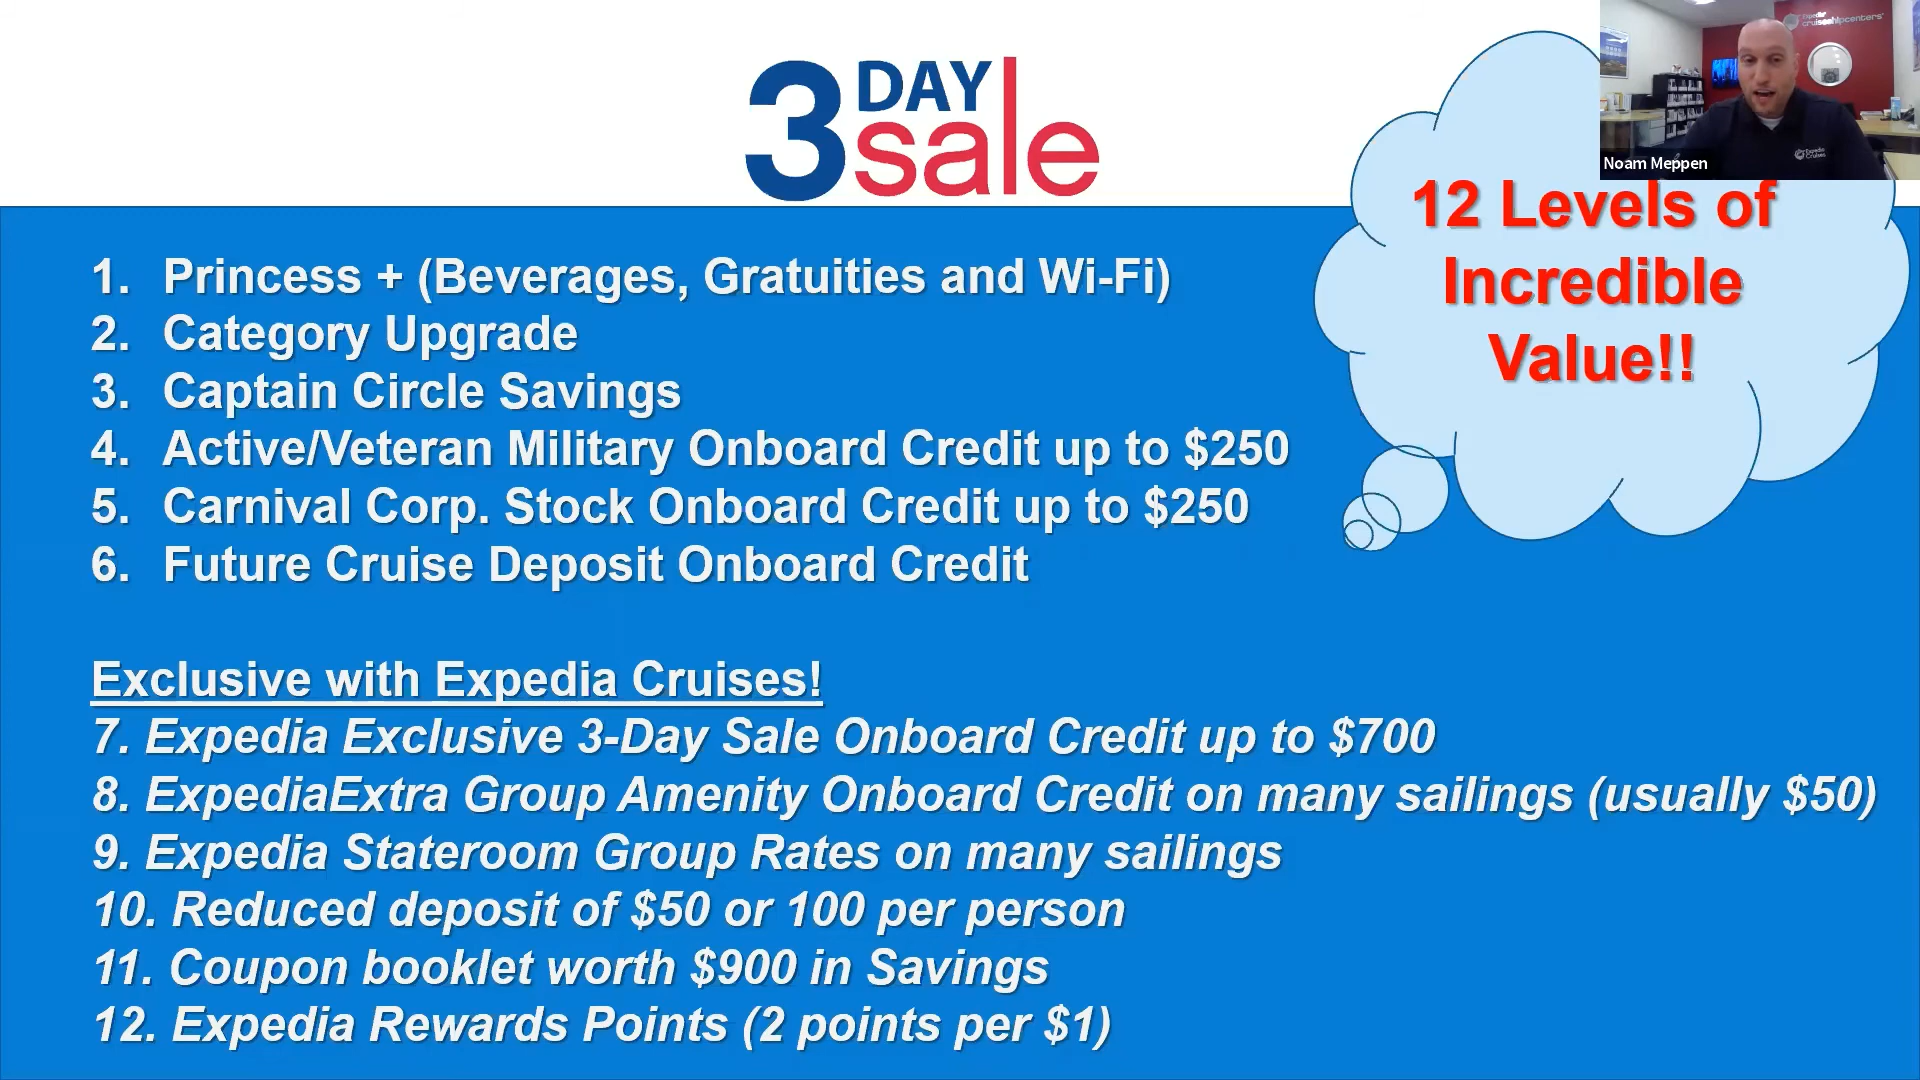 3 DAY
sale
Expedia
cruiseshipcenters
Expedia
Cruises
Noam Meppen
12 Levels of
Incredible
Value!!
1. Princess + (Beverages, Gratuities and Wi-Fi)
2. Category Upgrade
3. Captain Circle Savings
4. Active/Veteran Military Onboard Credit up to $250
5. Carnival Corp. Stock Onboard Credit up to $250
6. Future Cruise Deposit Onboard Credit
Exclusive with Expedia Cruises!
7. Expedia Exclusive 3-Day Sale Onboard Credit up to $700
8. ExpediaExtra Group Amenity Onboard Credit on many sailings (usually $50)
9. Expedia Stateroom Group Rates on many sailings
10. Reduced deposit of $50 or 100 per person
11. Coupon booklet worth $900 in Savings
12. Expedia Rewards Points (2 points per $1)